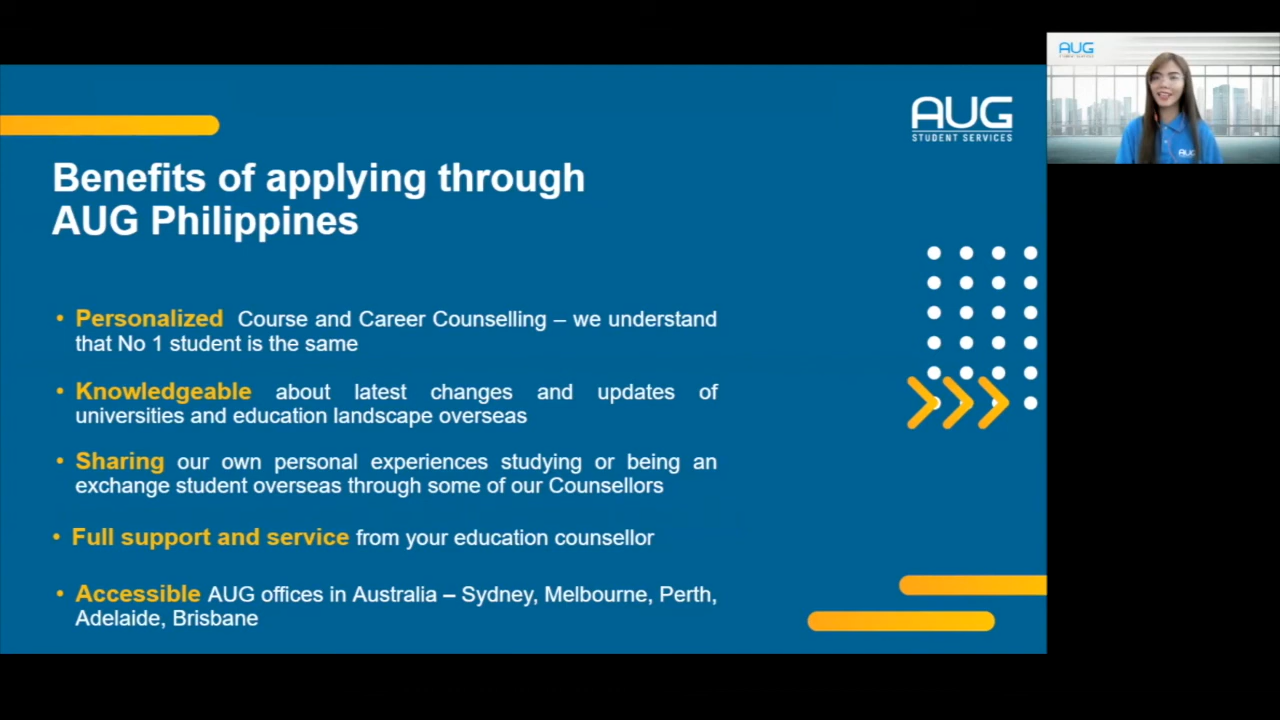 AUG
STUDENT SERVICES
AUG
Benefits of applying through
AUG Philippines
• Personalized Course and Career Counselling – we understand
that No 1 student is the same
• Knowledgeable about latest changes and updates of
universities and education landscape overseas
• Sharing our own personal experiences studying or being an
exchange student overseas through some of our Counsellors
• Full support and service from your education counsellor
• Accessible AUG offices in Australia – Sydney, Melbourne, Perth,
Adelaide, Brisbane
AUG